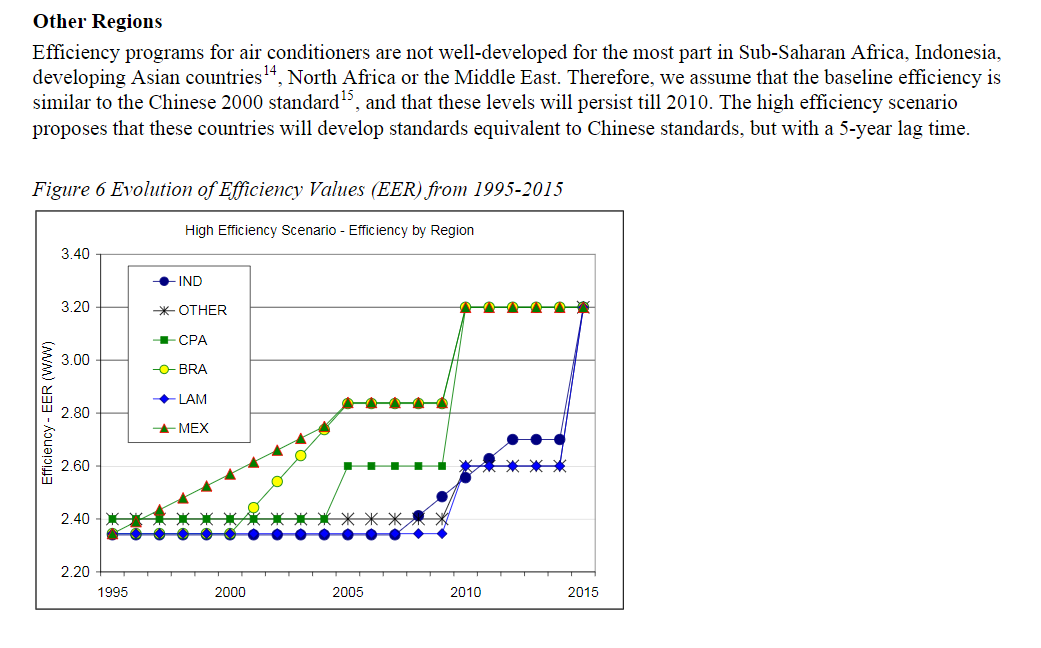 Other Regions
Efficiency programs for air conditioners are not well-developed for the most part in Sub-Saharan Africa, Indonesia,
developing Asian countries14, North Africa or the Middle East. Therefore, we assume that the baseline efficiency is
similar to the Chinese 2000 standard15, and that these levels will persist till 2010. The high efficiency scenario
proposes that these countries will develop standards equivalent to Chinese standards, but with a 5-year lag time.
Figure 6 Evolution of Efficiency Values (EER) from 1995-2015
High Efficiency Scenario - Efficiency by Region
Efficiency - EER (W/W)
3.40
3.20
3.00
2.80
2.60
2.40
2.20
IND
OTHER
CPA
BRA
LAM
MEX
1995 2000 2005 2010 2015